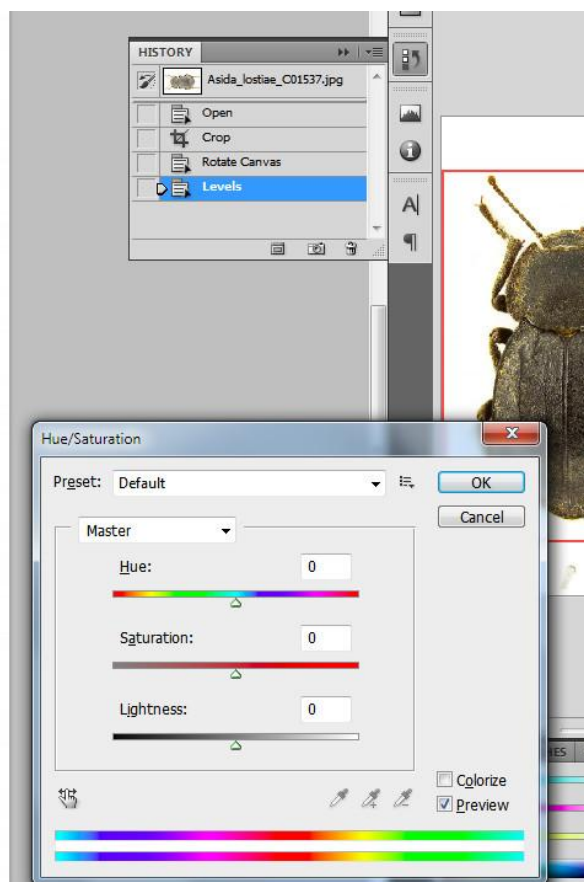 HISTORY
Asida_lostiae_C01537.jpg
Open
Crop
Rotate Canvas
Levels
A
¶
Hue/Saturation
x
Preset: Default
OK
Cancel
Master
Hue: 0
Saturation: 0
Lightness: 0
Colorize
Preview